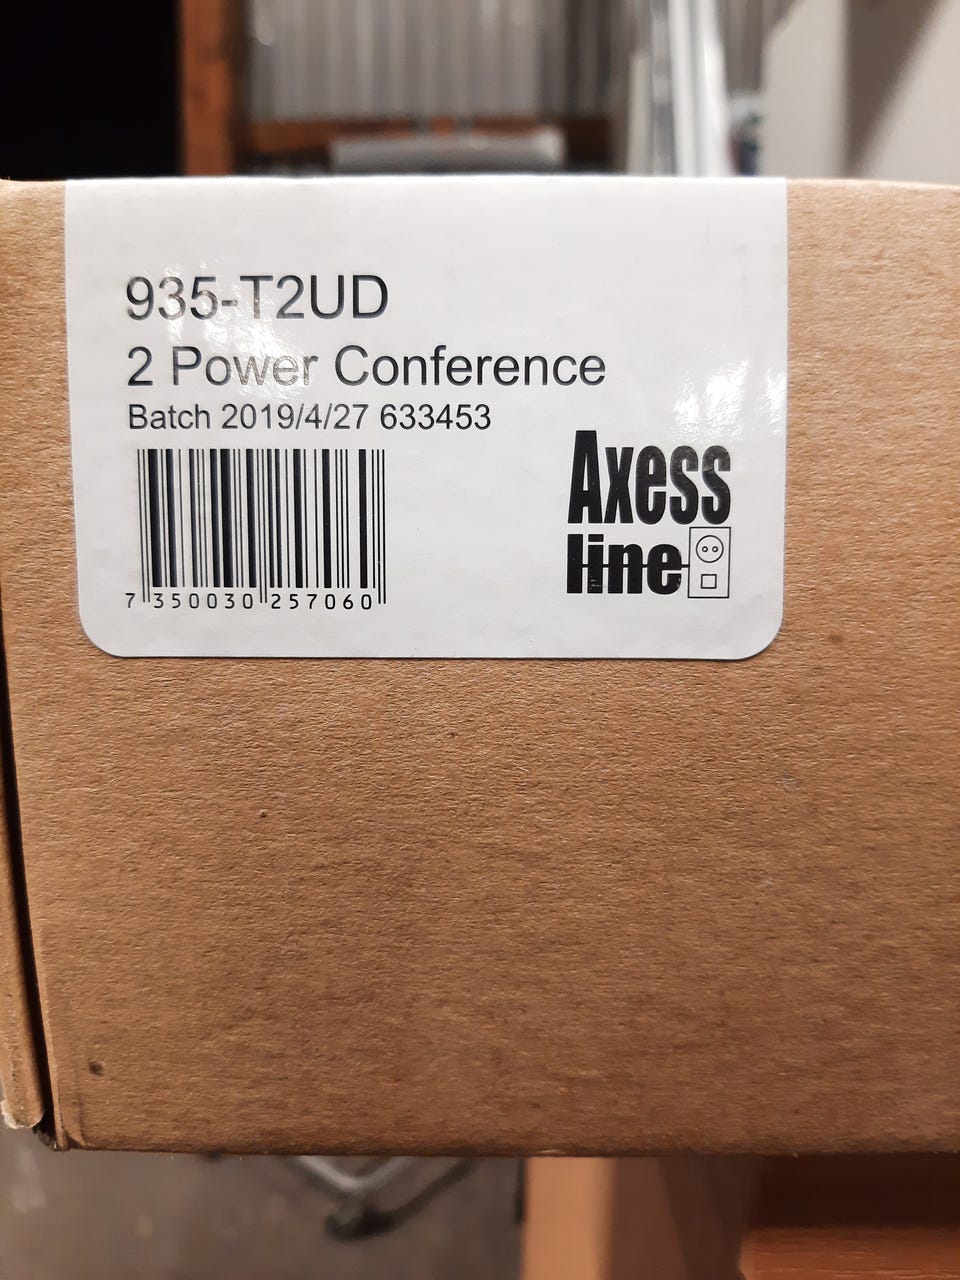 935-T2UD
2 Power Conference
Batch 2019/4/27 633453
7 350030 257060
Axess
line